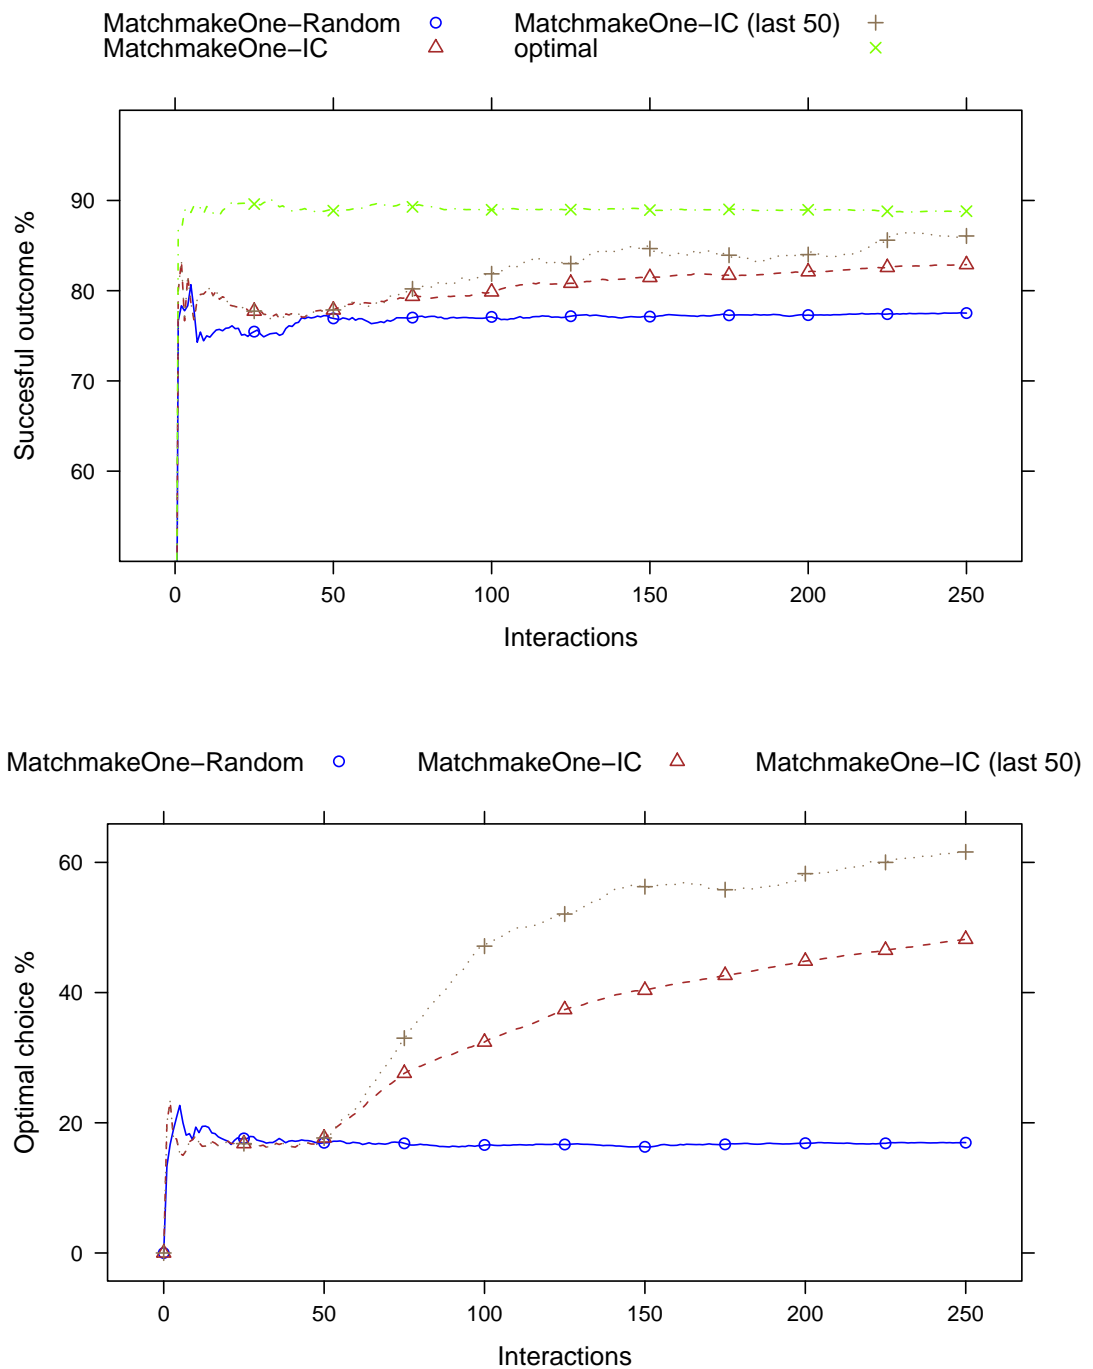 MatchmakeOne−Random MatchmakeOne−IC (last 50)
MatchmakeOne−IC optimal
90
80
70
60
Succesful outcome %
0 50 100 150 200 250
Interactions
MatchmakeOne−Random MatchmakeOne−IC MatchmakeOne−IC (last 50)
60
40
20
0
Optimal choice %
0 50 100 150 200 250
Interactions